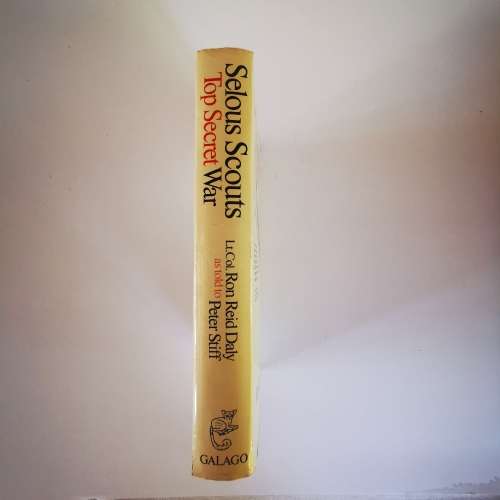 Selous Scouts
Top Secret War
Lt. Col. Ron Reid Daly
as told to Peter Stiff
GALAGO